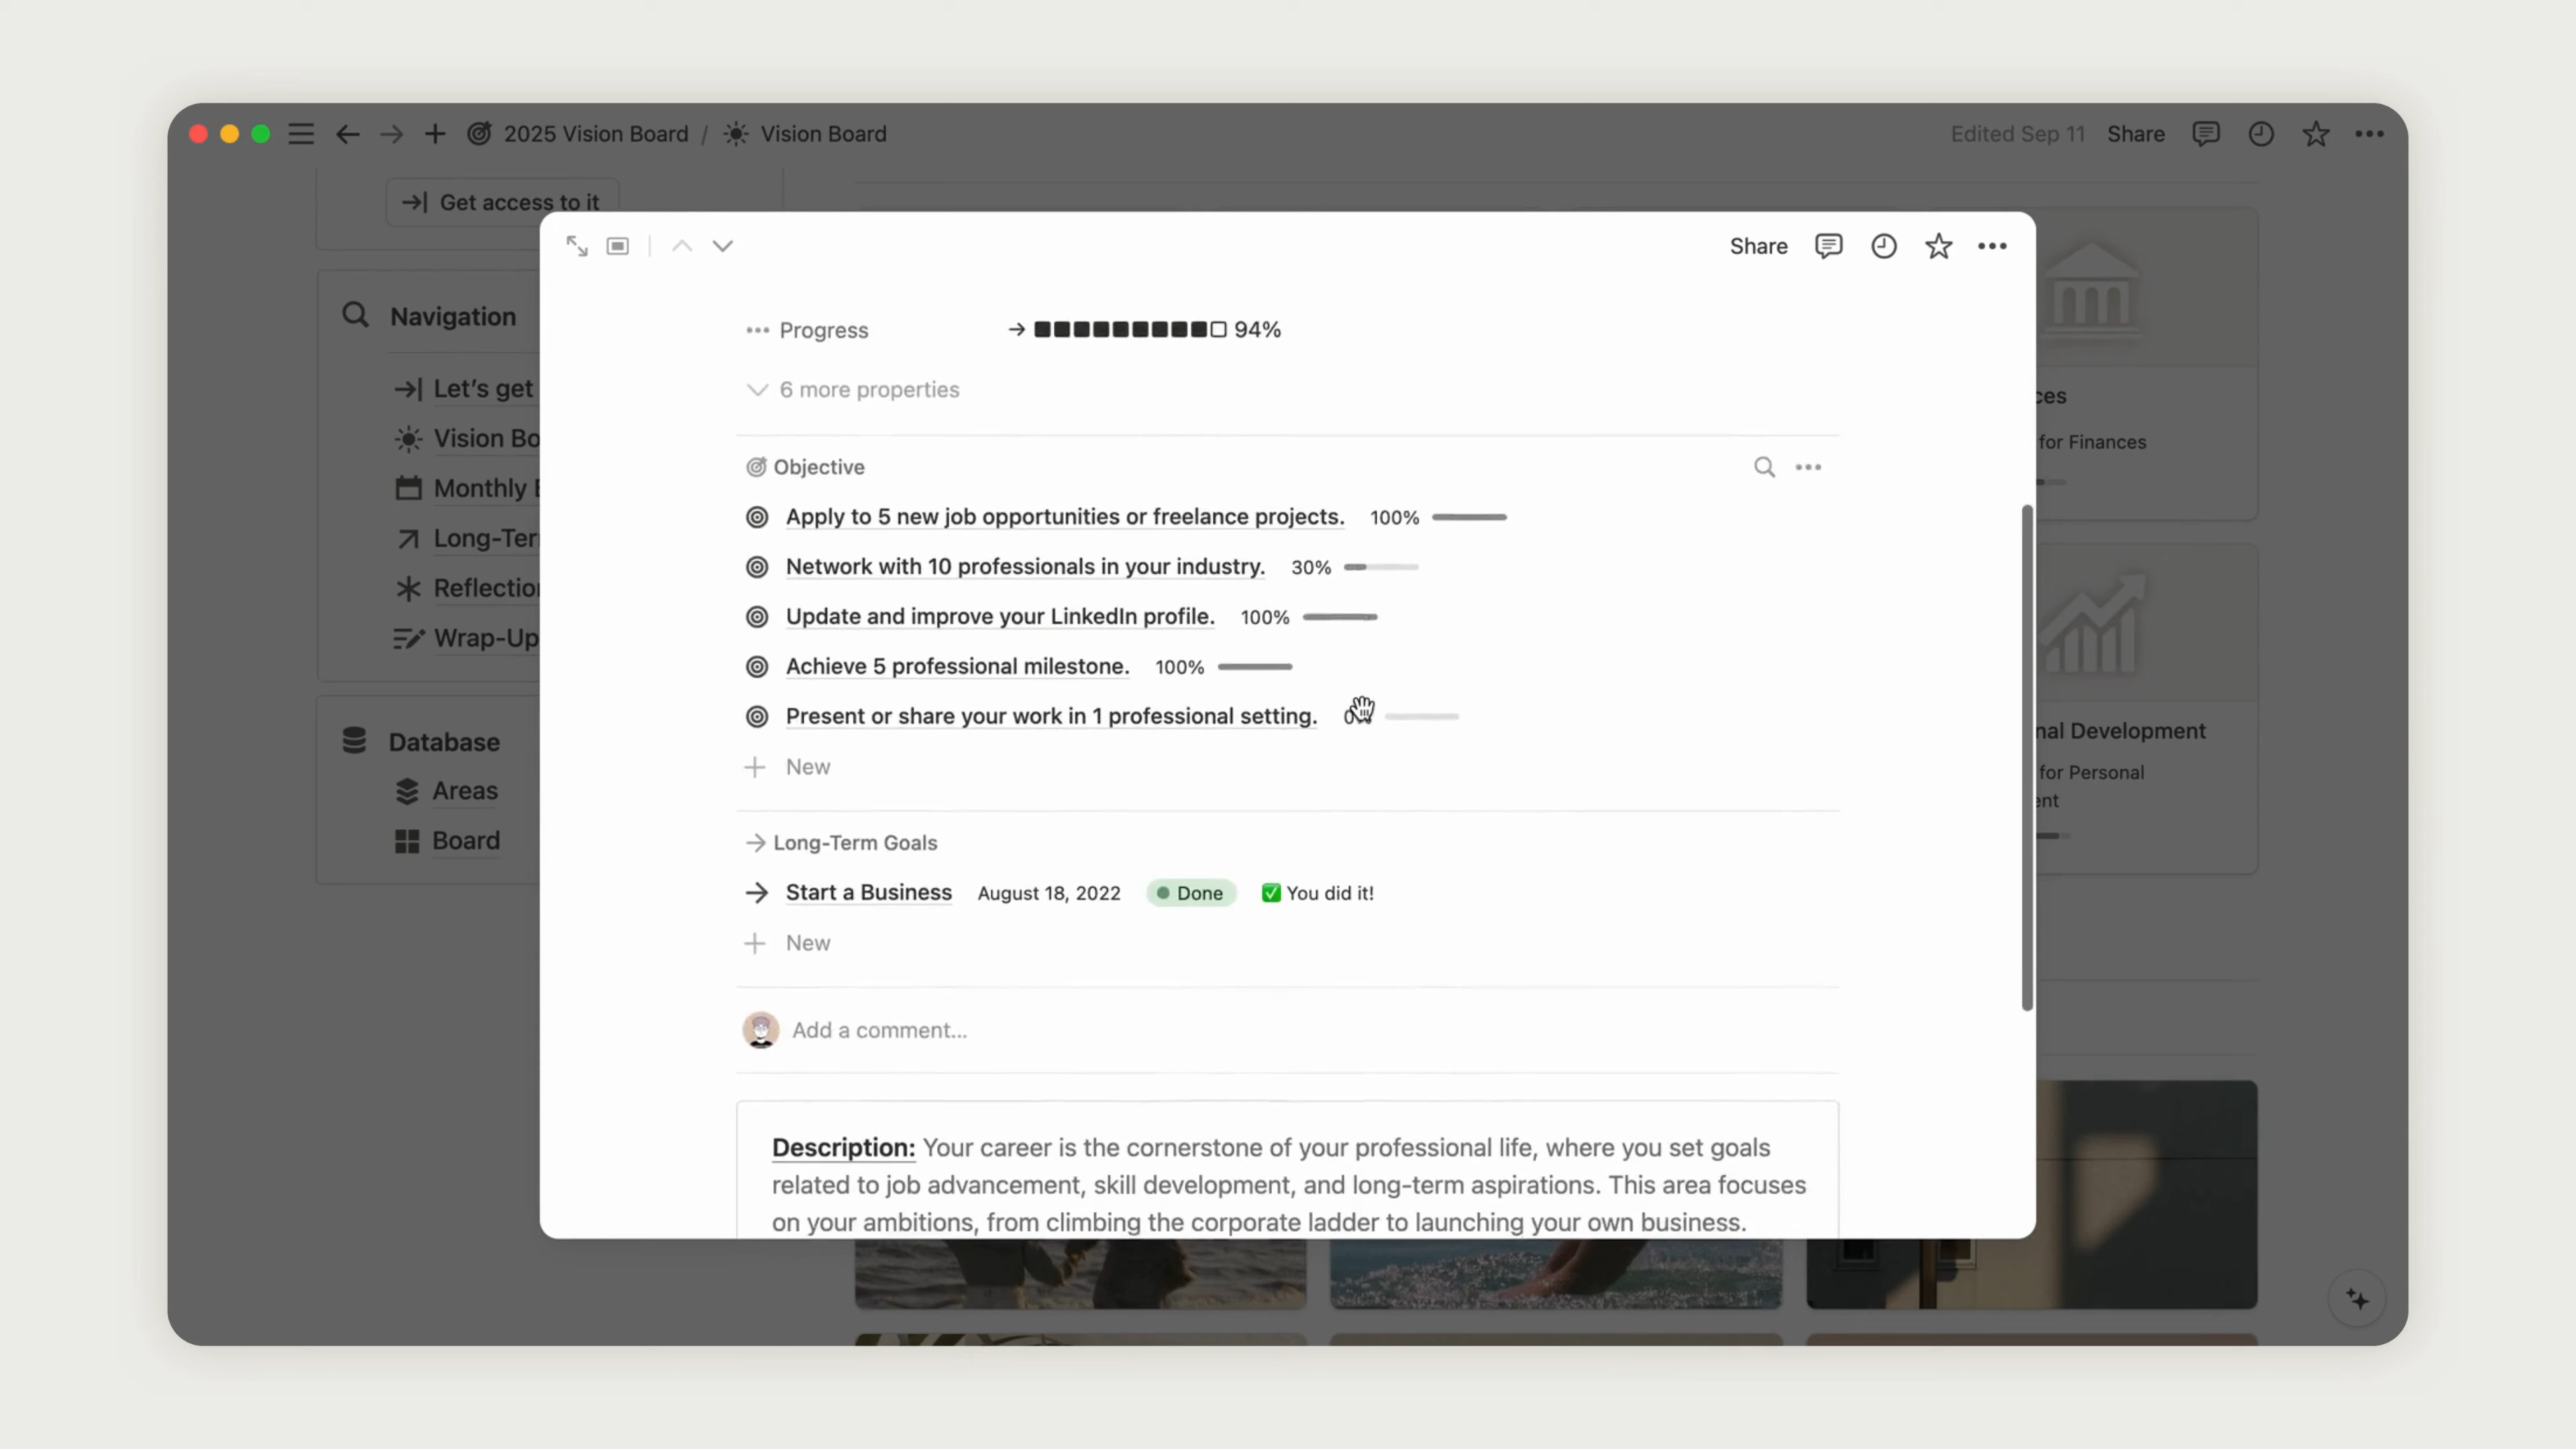 2025 Vision Board / Vision Board
Edited Sep 11 Share
Get access to it
Navigation
Let's get
Vision Bo
Monthly
Long-Ter
Reflection
Wrap-Up
Database
Areas
Board
Share
Progress → 94%
6 more properties
Objective
Apply to 5 new job opportunities or freelance projects. 100%
Network with 10 professionals in your industry. 30%
Update and improve your LinkedIn profile. 100%
Achieve 5 professional milestone. 100%
Present or share your work in 1 professional setting.
New
Long-Term Goals
Start a Business August 18, 2022 Done ✅ You did it!
New
Add a comment...
Description: Your career is the cornerstone of your professional life, where you set goals
related to job advancement, skill development, and long-term aspirations. This area focuses
on your ambitions, from climbing the corporate ladder to launching your own business.
ces
for Finances
nal Development
for Personal
ent